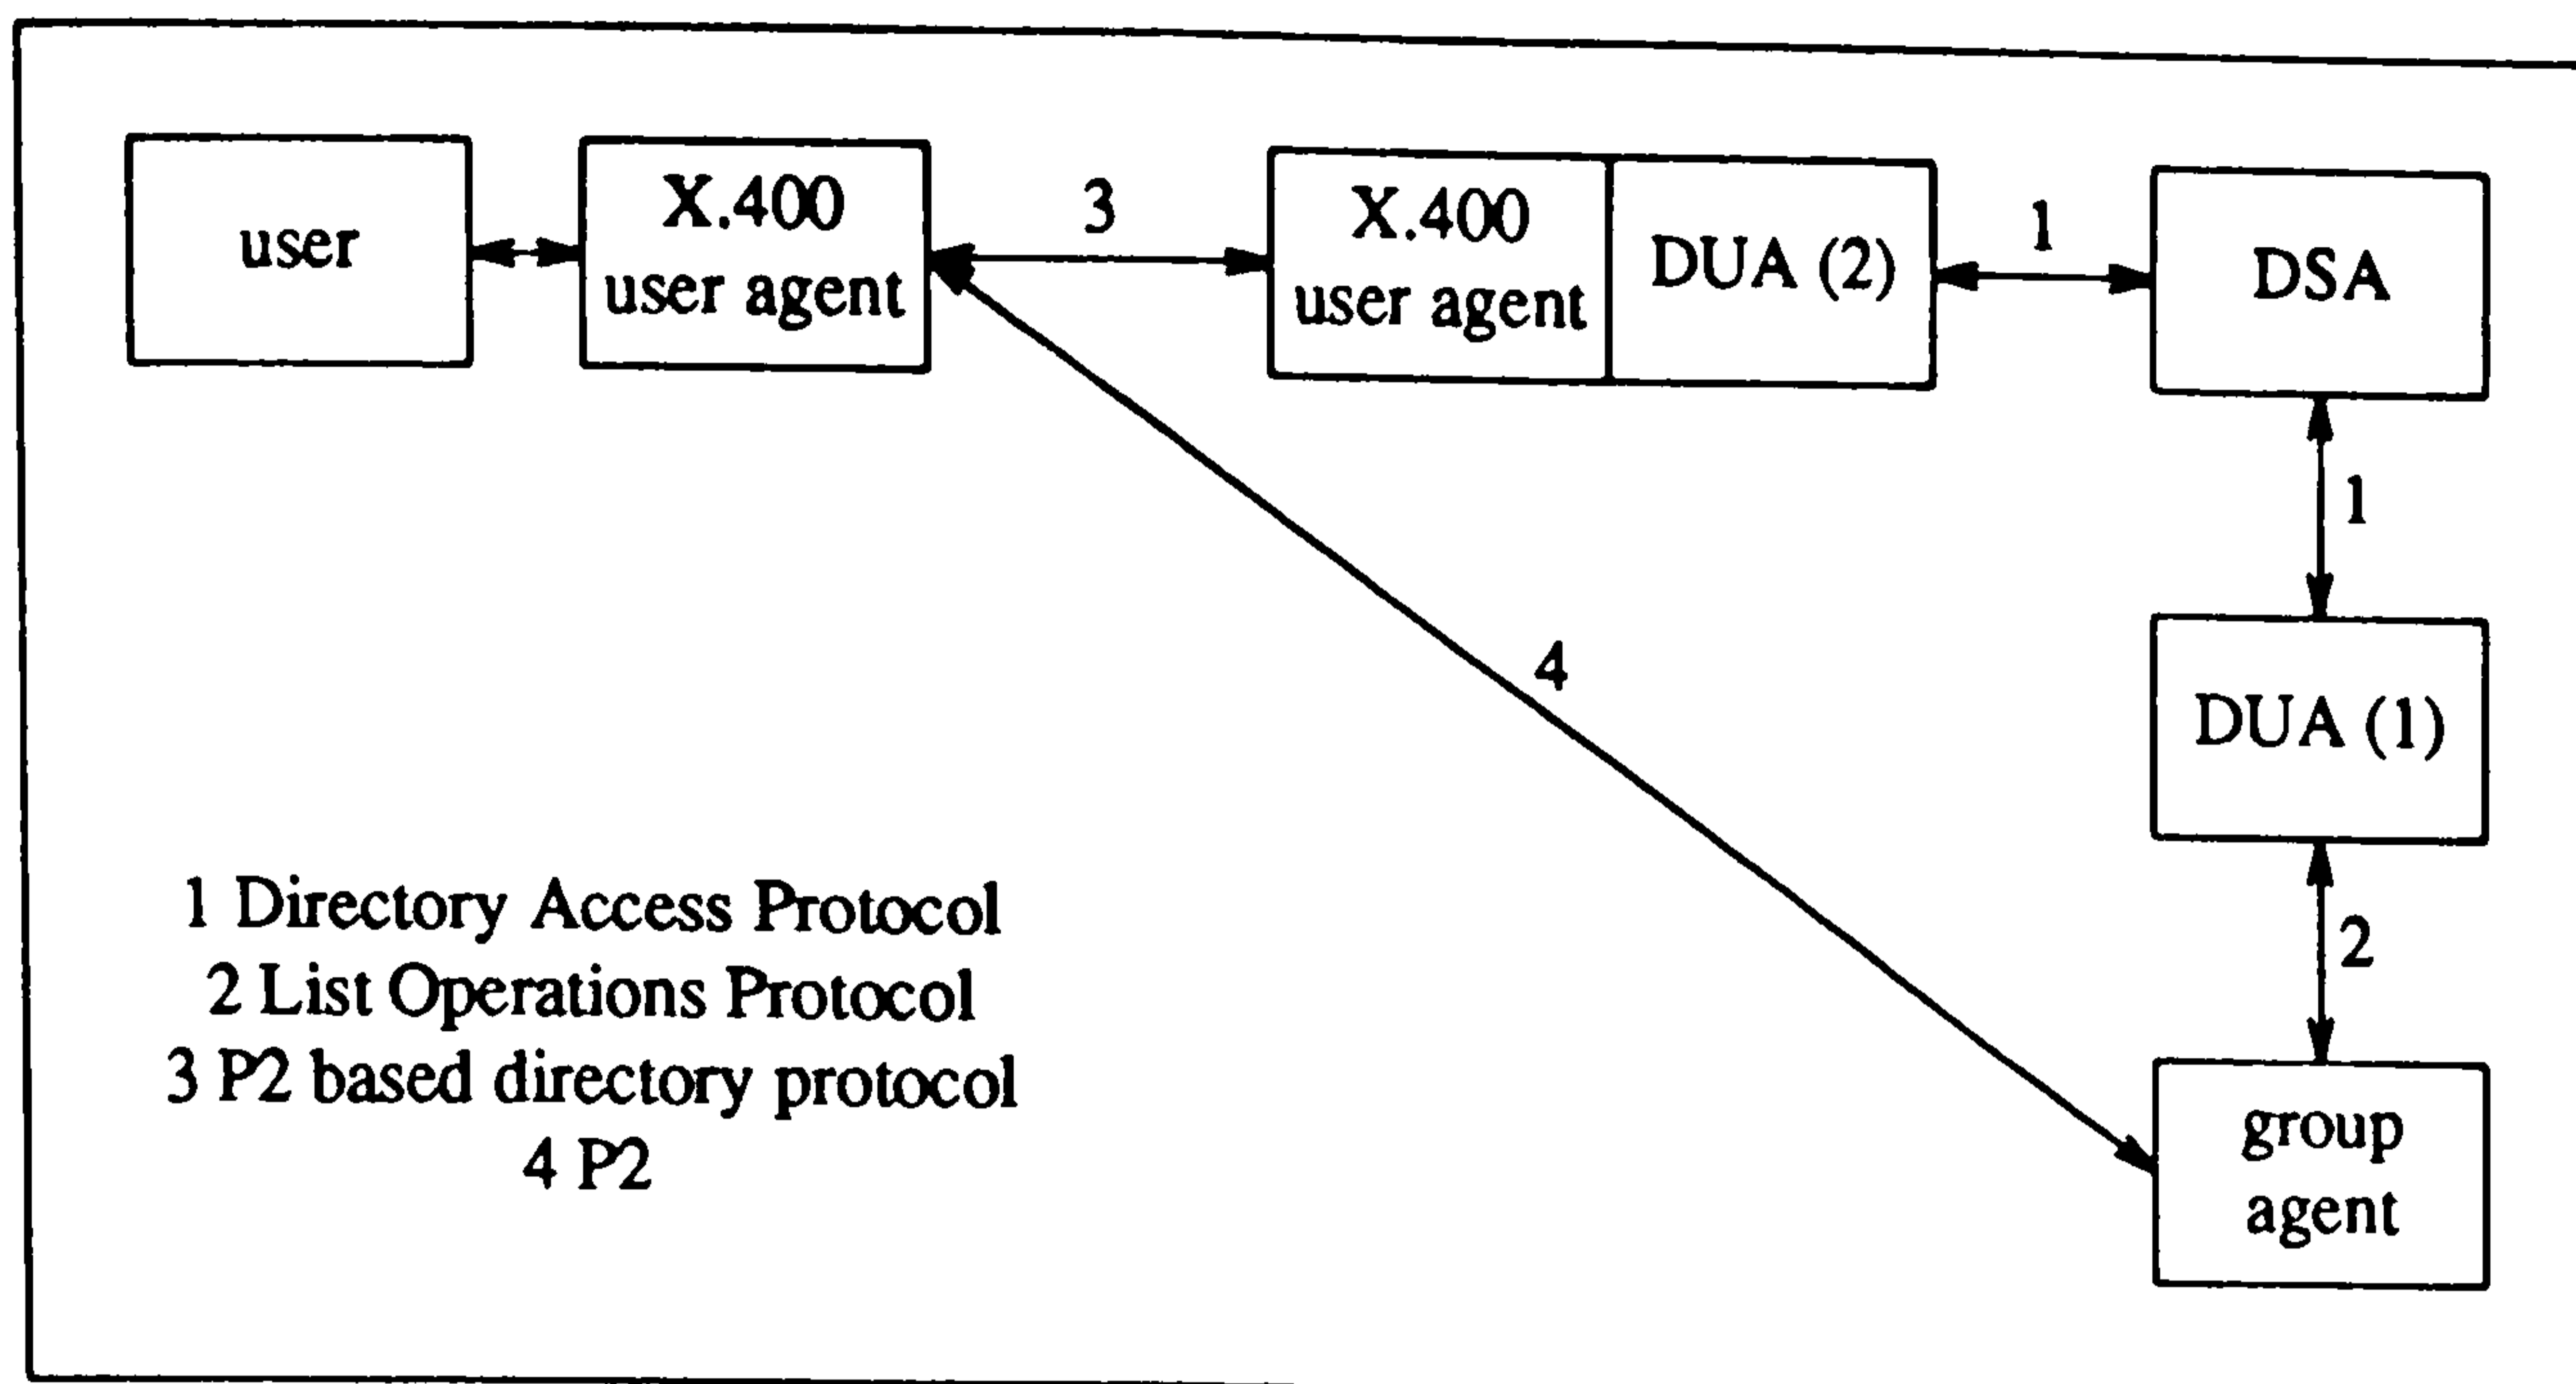 user
X.400
user agent
3
X.400
user agent
DUA (2)
1
DSA
1
4
DUA (1)
2
1 Directory Access Protocol
2 List Operations Protocol
3 P2 based directory protocol
4 P2
group
agent